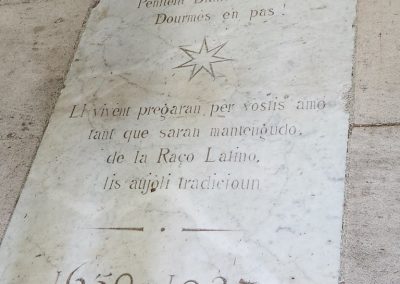 Penitent
Dourmès en pas !
Li vivent pregaran per vostis amo
tant que saran mantengudo,
de la Raço Latino,
lis aujòli tradicioun